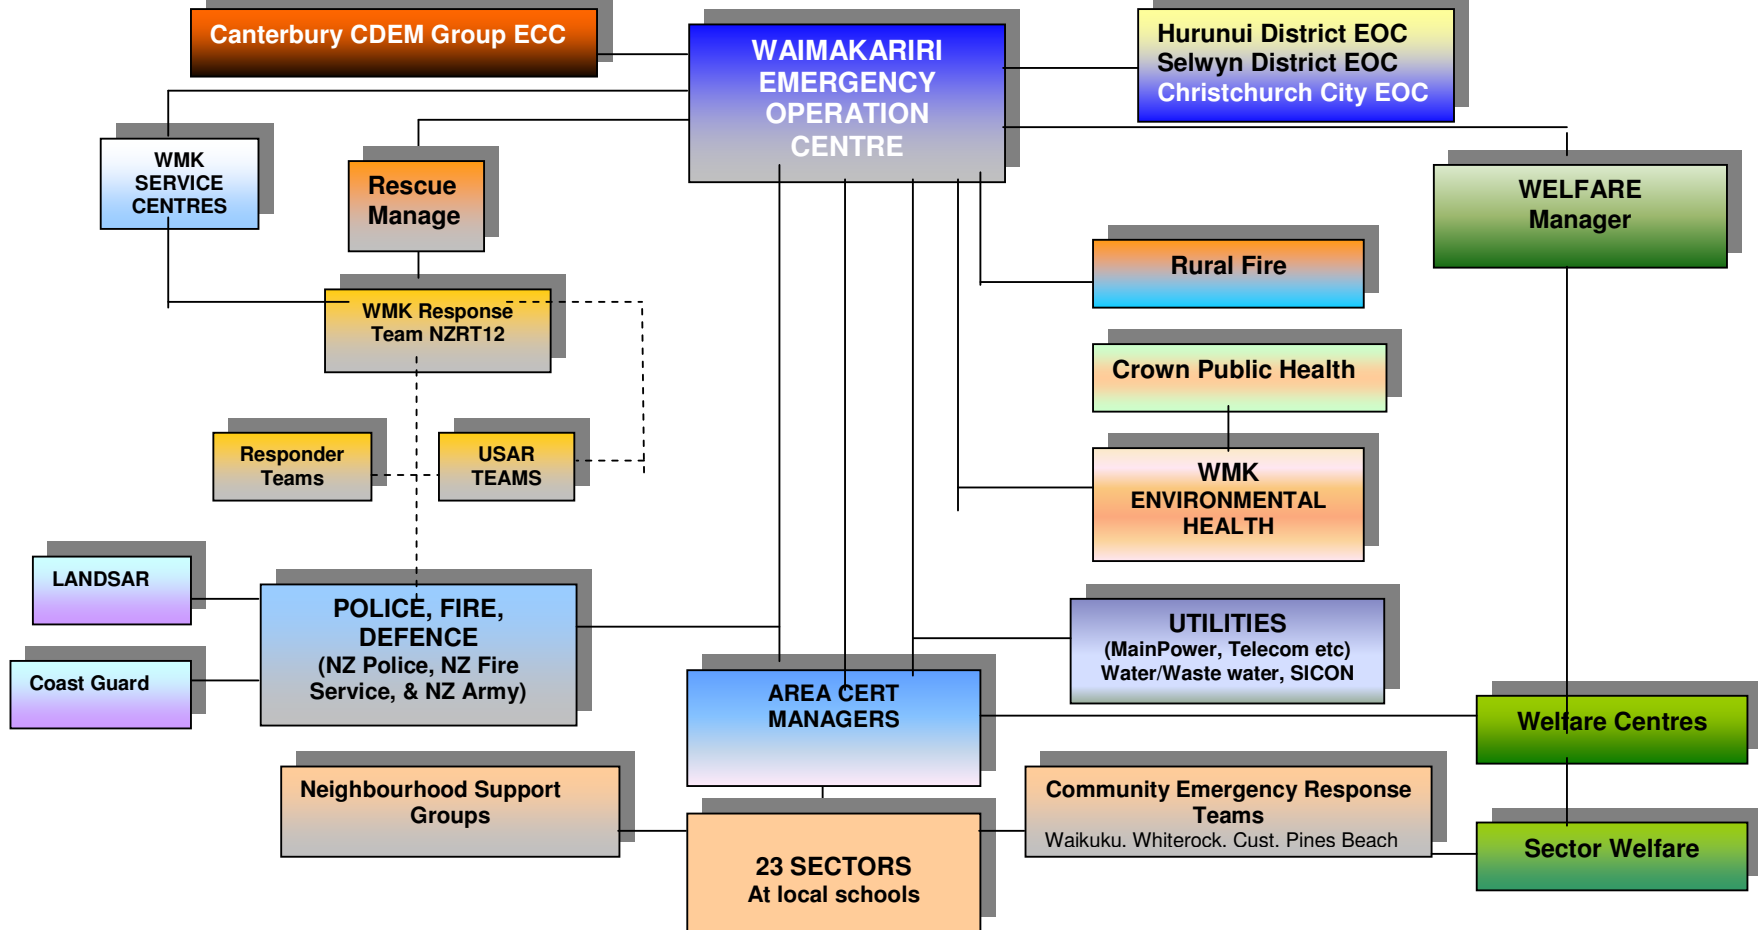 Canterbury CDEM Group ECC
WAIMAKARIRI
EMERGENCY
OPERATION
CENTRE
Hurunui District EOC
Selwyn District EOC
Christchurch City EOC
WMK
SERVICE
CENTRES
Rescue
Manage
WELFARE
Manager
Rural Fire
WMK Response
Team NZRT12
Crown Public Health
Responder
Teams
USAR
TEAMS
WMK
ENVIRONMENTAL
HEALTH
LANDSAR
POLICE, FIRE,
DEFENCE
(NZ Police, NZ Fire
Service, & NZ Army)
Coast Guard
UTILITIES
(MainPower, Telecom etc)
Water/Waste water, SICON
AREA CERT
MANAGERS
Welfare Centres
Neighbourhood Support
Groups
Community Emergency Response
Teams
Waikuku. Whiterock. Cust. Pines Beach
23 SECTORS
At local schools
Sector Welfare